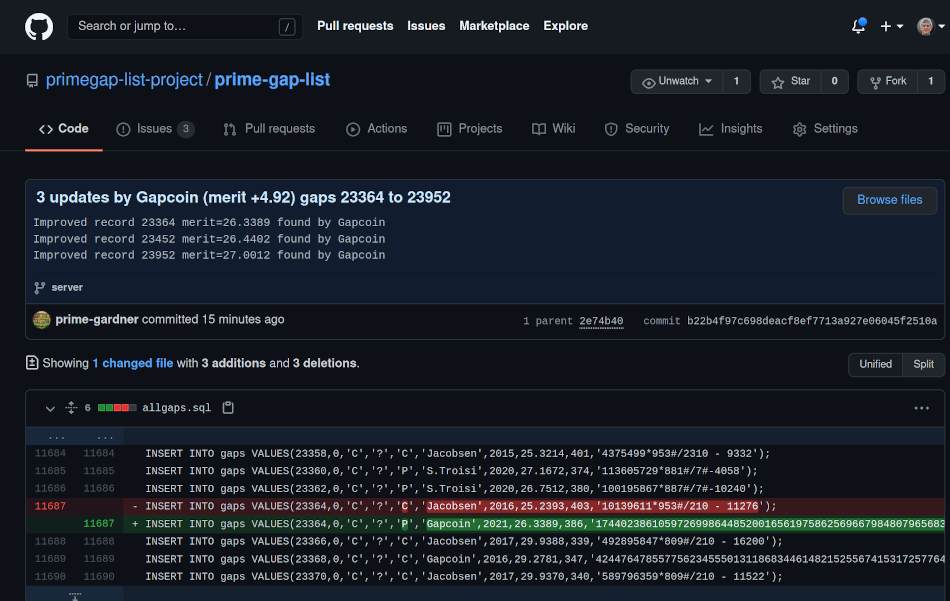 Search or jump to… / Pull requests Issues Marketplace Explore
primegap-list-project / prime-gap-list Unwatch 1 Star 0 Fork 1
Code Issues 3 Pull requests Actions Projects Wiki Security Insights Settings
3 updates by Gapcoin (merit +4.92) gaps 23364 to 23952 Browse files
Improved record 23364 merit=26.3389 found by Gapcoin
Improved record 23452 merit=26.4402 found by Gapcoin
Improved record 23952 merit=27.0012 found by Gapcoin
server
prime-gardner committed 15 minutes ago 1 parent 2e74b40 commit b22b4f97c698deacf8ef7713a927e06045f2510a
Showing 1 changed file with 3 additions and 3 deletions. Unified Split
6 allgaps.sql ...
... ...
11684 11684 INSERT INTO gaps VALUES(23358,0,'C','?','C','Jacobsen',2015,25.3214,401,'4375499*953#/2310 - 9332');
11685 11685 INSERT INTO gaps VALUES(23360,0,'C','?','P','S.Troisi',2020,27.1672,374,'113605729*881#/7#-4058');
11686 11686 INSERT INTO gaps VALUES(23362,0,'C','?','P','S.Troisi',2020,26.7512,380,'100195867*887#/7#-10240');
11687 - INSERT INTO gaps VALUES(23364,0,'C','?','C','Jacobsen',2016,25.2393,403,'10139611*953#/210 - 11276');
11687 + INSERT INTO gaps VALUES(23364,0,'C','?','P','Gapcoin',2021,26.3389,386,'1744023861059726998644852001656197586256966798480796568
11688 11688 INSERT INTO gaps VALUES(23366,0,'C','?','C','Jacobsen',2017,29.9388,339,'492895847*809#/210 - 16200');
11689 11689 INSERT INTO gaps VALUES(23368,0,'C','?','C','Gapcoin',2016,29.2781,347,'42447647855775623455501311868344614821525567415317257764
11690 11690 INSERT INTO gaps VALUES(23370,0,'C','?','C','Jacobsen',2017,29.9370,340,'589796359*809#/210 - 11522');